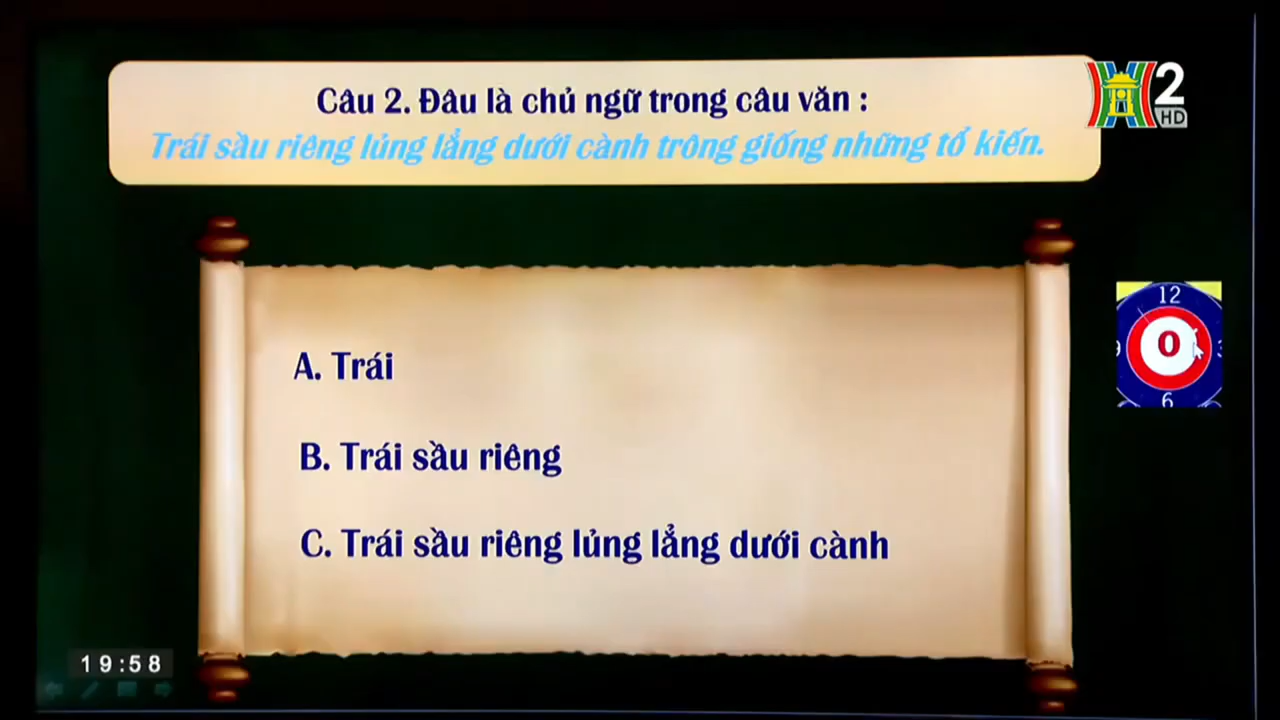 Câu 2. Đâu là chủ ngữ trong câu văn :
Trái sầu riêng lủng lẳng dưới cành trông giống những tổ kiến.
2
HD
12
0
6
A. Trái
B. Trái sầu riêng
C. Trái sầu riêng lủng lẳng dưới cành
19:58